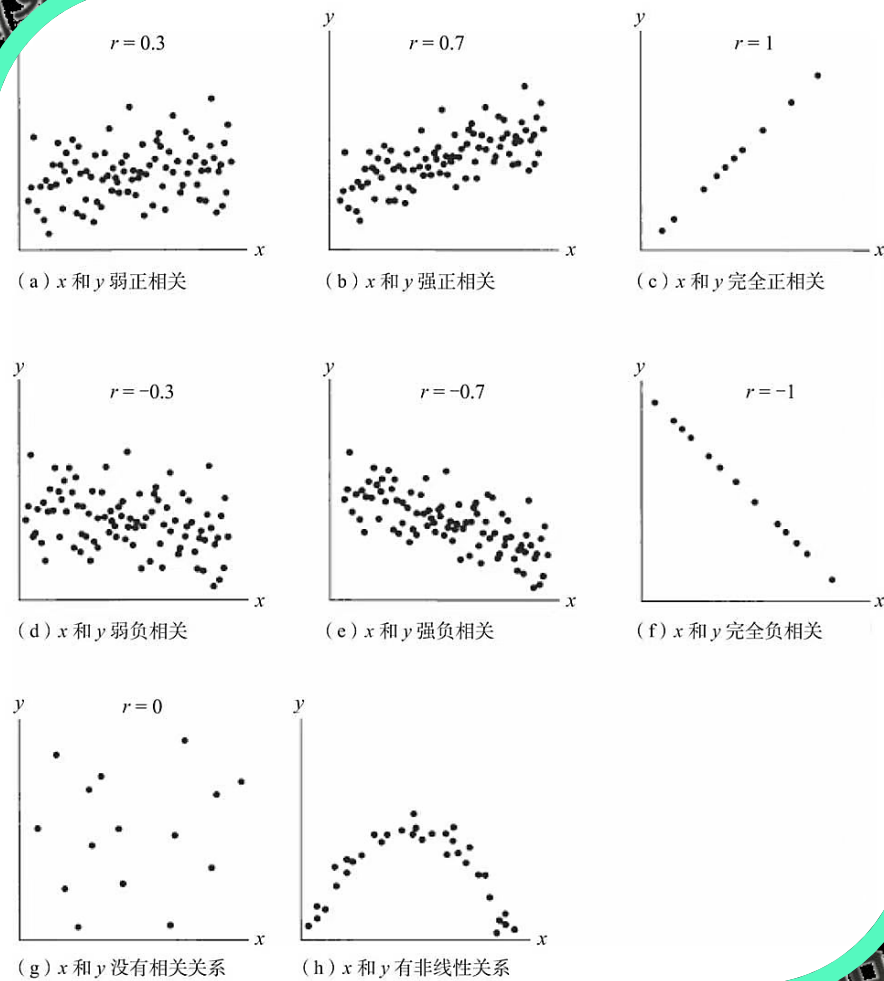 y
y
r = 0.3
r = 0.7
r = 1
x
x
x
（a）x 和 y 弱正相关
（b）x 和 y 强正相关
（c）x 和 y 完全正相关
y
y
y
r = −0.3
r = −0.7
r = −1
x
x
x
（d）x 和 y 弱负相关
（e）x 和 y 强负相关
（f）x 和 y 完全负相关
y
r = 0
y
x
x
（g）x 和 y 没有相关关系
（h）x 和 y 有非线性关系